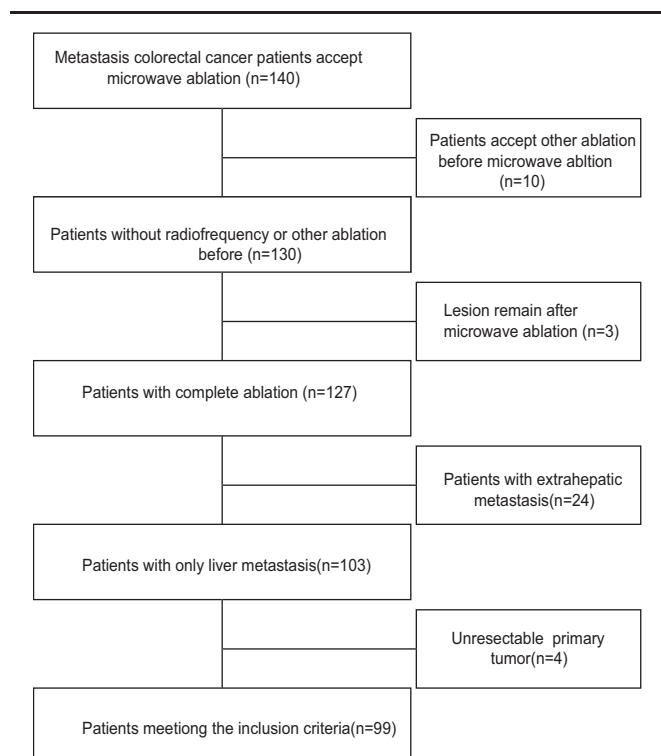 Metastasis colorectal cancer patients accept
microwave ablation (n=140)
Patients accept other ablation
before microwave abltion
(n=10)
Patients without radiofrequency or other ablation
before (n=130)
Lesion remain after
microwave ablation (n=3)
Patients with complete ablation (n=127)
Patients with extrahepatic
metastasis(n=24)
Patients with only liver metastasis(n=103)
Unresectable primary
tumor(n=4)
Patients meetiong the inclusion criteria(n=99)